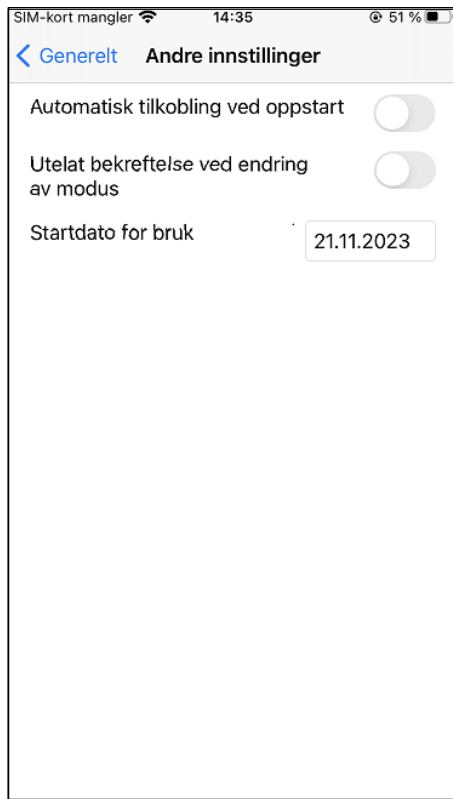 SIM-kort mangler 14:35 51 %
Generelt Andre innstillinger
Automatisk tilkobling ved oppstart
Utelat bekreftelse ved endring
av modus
Startdato for bruk 21.11.2023